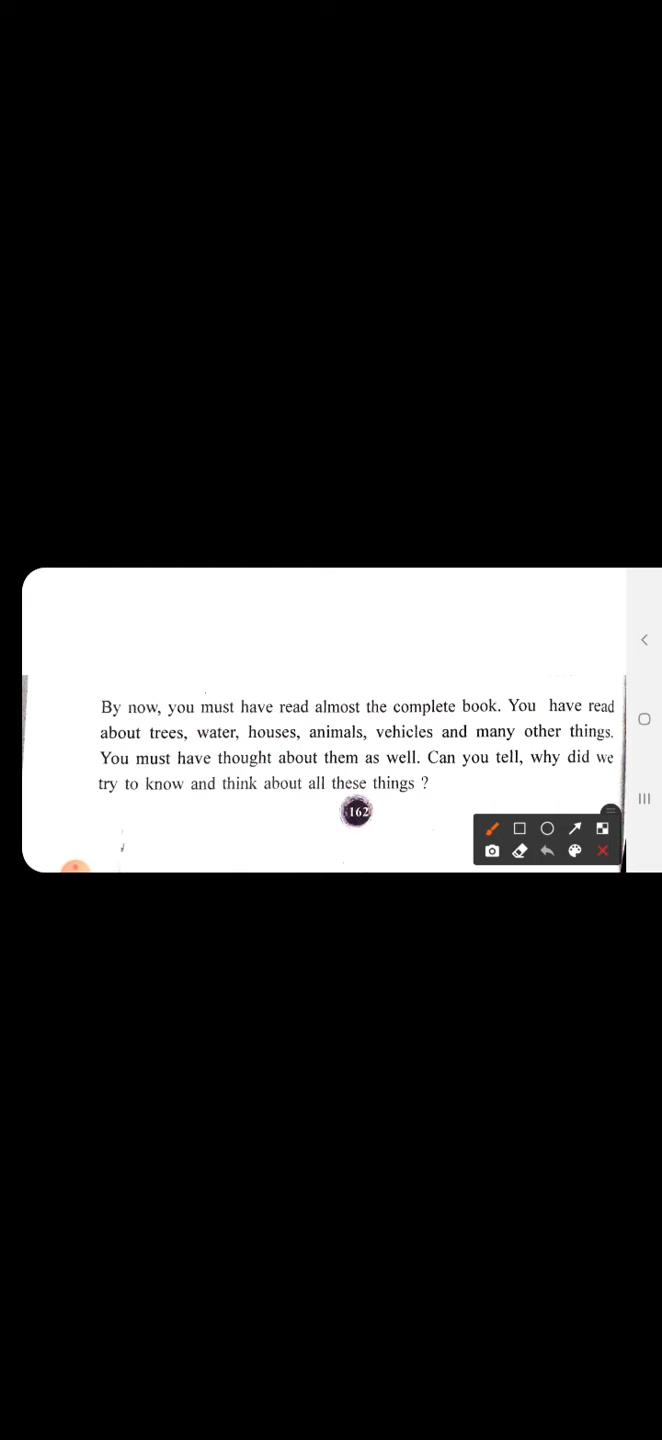 By now, you must have read almost the complete book. You have read
about trees, water, houses, animals, vehicles and many other things.
You must have thought about them as well. Can you tell, why did we
try to know and think about all these things ?
162